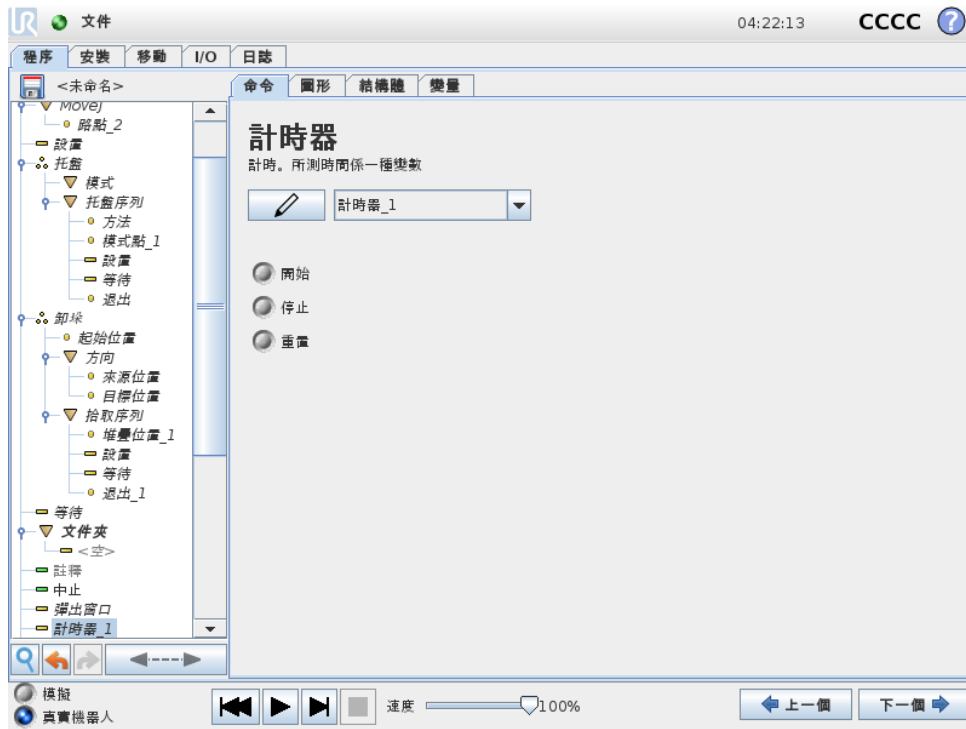 UR 文件 04:22:13 CCCC ?
程序 安裝 移動 I/O 日誌
<未命名>
命令 圖形 結構體 變量
MoveJ
路點_2
設置
托盤
模式
托盤序列
方法
模式點_1
設置
等待
退出
卸垛
起始位置
方向
來源位置
目標位置
拾取序列
堆疊位置_1
設置
等待
退出_1
等待
文件夾
<空>
註釋
中止
彈出窗口
計時器_1
計時器
計時。所測時間係一種變數
計時器_1
開始
停止
重置
模擬
真實機器人
速度 100%
上一個 下一個